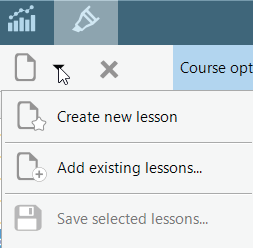 Course opt
Create new lesson
Add existing lessons...
Save selected lessons...